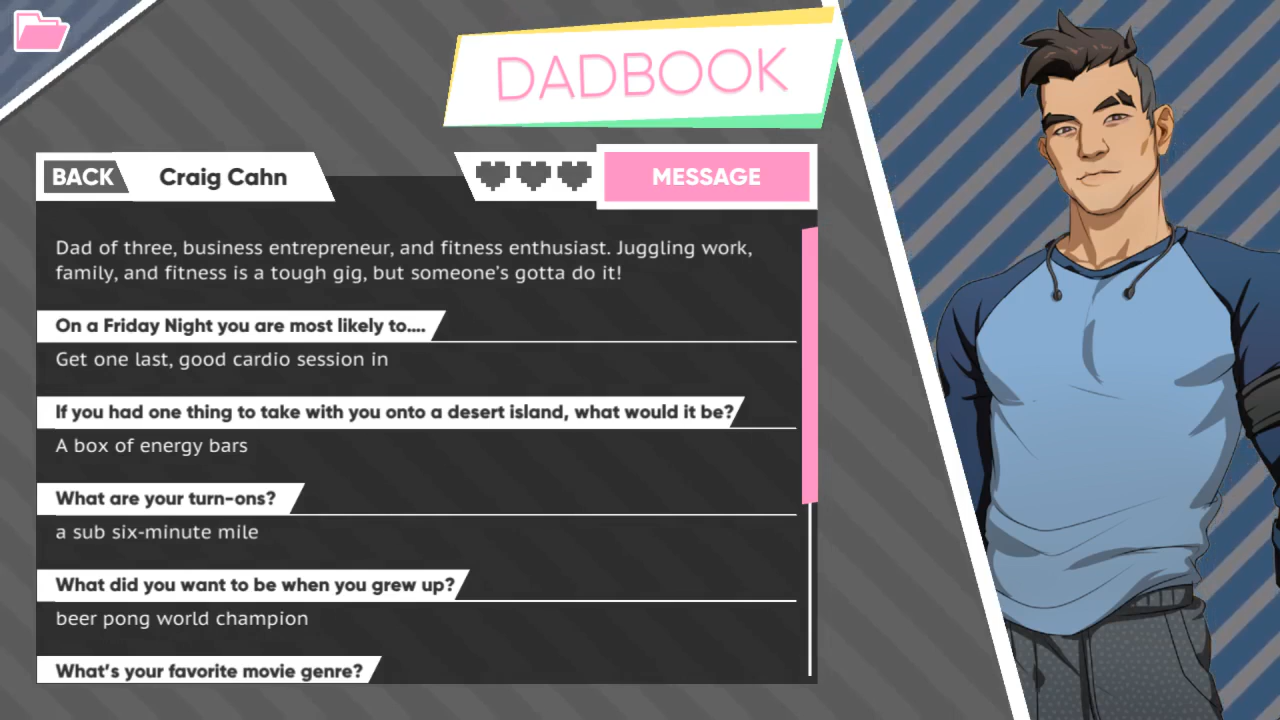 DADBOOK
BACK
Craig Cahn
MESSAGE
Dad of three, business entrepreneur, and fitness enthusiast. Juggling work,
family, and fitness is a tough gig, but someone's gotta do it!
On a Friday Night you are most likely to....
Get one last, good cardio session in
If you had one thing to take with you onto a desert island, what would it be?
A box of energy bars
What are your turn-ons?
a sub six-minute mile
What did you want to be when you grew up?
beer pong world champion
What's your favorite movie genre?